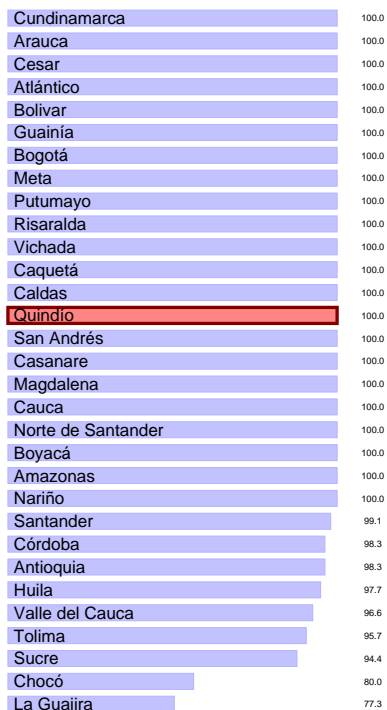 Cundinamarca 100.0
Arauca 100.0
Cesar 100.0
Atlántico 100.0
Bolivar 100.0
Guainía 100.0
Bogotá 100.0
Meta 100.0
Putumayo 100.0
Risaralda 100.0
Vichada 100.0
Caquetá 100.0
Caldas 100.0
Quindío 100.0
San Andrés 100.0
Casanare 100.0
Magdalena 100.0
Cauca 100.0
Norte de Santander 100.0
Boyacá 100.0
Amazonas 100.0
Nariño 100.0
Santander 99.1
Córdoba 98.3
Antioquia 98.3
Huila 97.7
Valle del Cauca 96.6
Tolima 95.7
Sucre 94.4
Chocó 80.0
La Guajira 77.3